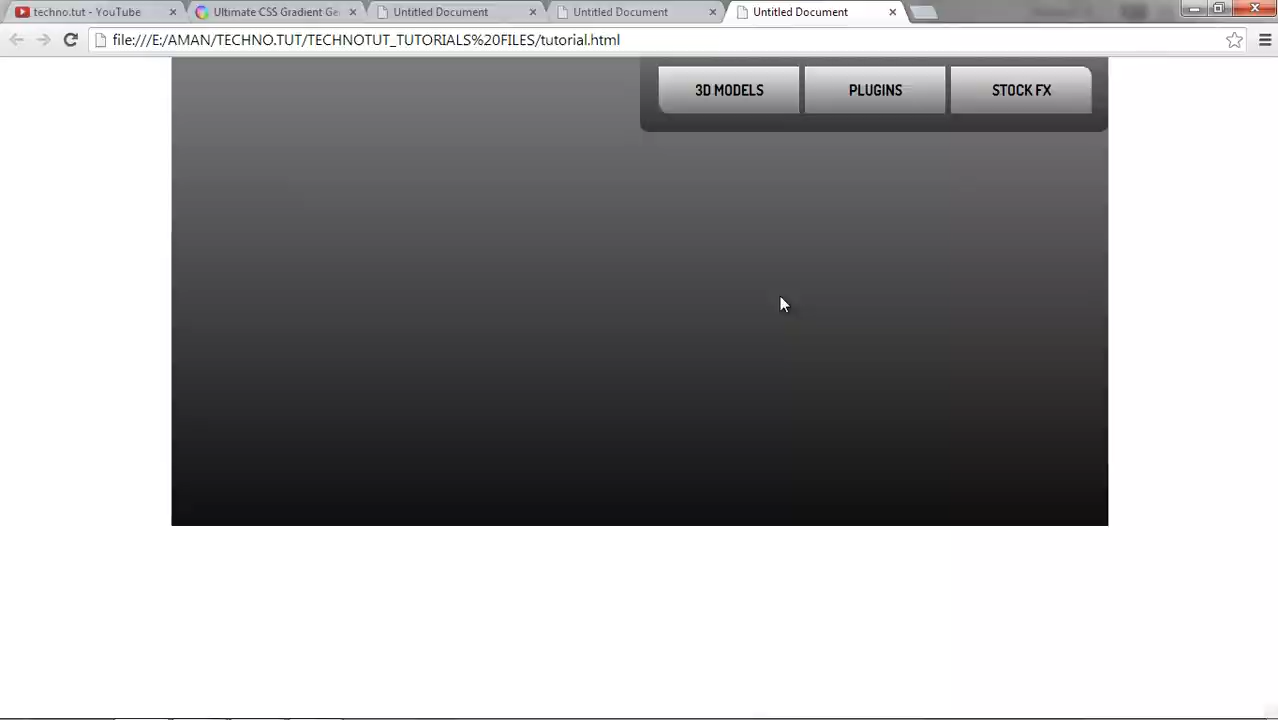 techno.tut - YouTube
Ultimate CSS Gradient Ge
Untitled Document
Untitled Document
Untitled Document
file:///E:/AMAN/TECHNO.TUT/TECHNOTUT_TUTORIALS%20FILES/tutorial.html
3D MODELS
PLUGINS
STOCK FX